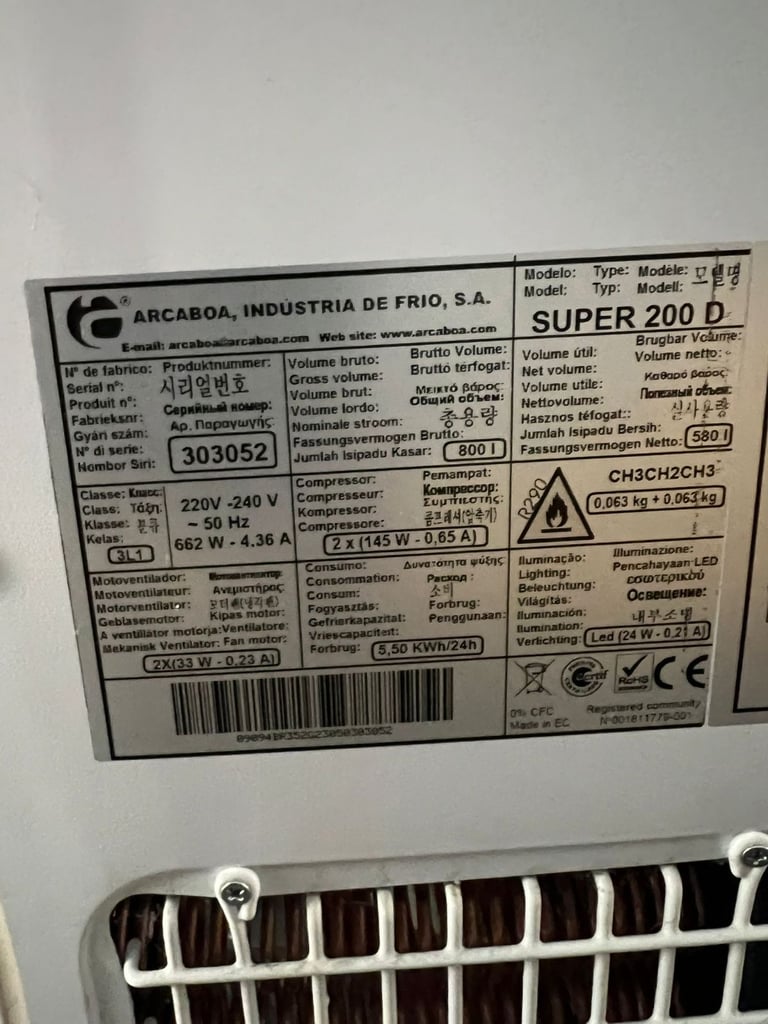 ARCABOA, INDÚSTRIA DE FRIO, S.A.
E-mail: arcaboa@arcaboa.com Web site: www.arcaboa.com
Modelo: Type: Modèle: 모델명
Model: Typ: Modell:
SUPER 200 D
Nº de fabrico: Produktnummer:
Serial nº: 시리얼번호
Produit nº:
Fabrieksnr: Серийный номер:
Gyári szám: Αρ. Παραγωγής:
Nº di serie:
Nombor Siri: 303052
Volume bruto: Brutto Volume:
Gross volume: Bruttó térfogat:
Volume brut: Μεικτό βάρος:
Volume lordo: Общий объем:
Nominale stroom: 총용량
Fassungsvermogen Brutto:
Jumlah Isipadu Kasar: 800 l
Volume útil: Brugbar Volume:
Net volume: Volume netto:
Volume utile: Καθαρό βάρος:
Nettovolume: Полезный объем:
Hasznos téfogat:: 실사용량
Jumlah Isipadu Bersih:
Fassungsvermogen Netto: 580 l
Classe: Класс:
Class: Τάξη:
Klasse: 분류
Kelas:
3L1
220V -240 V
~ 50 Hz
662 W - 4.36 A
Compressor: Pemampat:
Compresseur: Компрессор:
Kompressor: Συμπιεστής:
Compressore: 콤프레셔(압축기)
2 x (145 W - 0,65 A)
R290
CH3CH2CH3
0,063 kg + 0,063 kg
Motoventilador:
Motoventilateur: Ανεμιστήρας:
Motorventilator:
Geblasemotor: Kipas motor:
A ventilátor motorja: Ventilatore:
Mekanisk Ventilator: Fan motor:
2X(33 W - 0.23 A)
Consumo: Δυνατότητα ψύξης:
Consommation: Расход :
Consum: 소비
Fogyasztás: Forbrug:
Gefrierkapazitat: Penggunaan:
Vriescapaciteit:
Forbrug: 5,50 KWh/24h
Iluminação: Illuminazione:
Lighting: Pencahayaan LED
Beleuchtung: εσωτερικού
Világítás: Освещение:
Iluminación: 내부조명
Illumination:
Verlichting: Led (24 W - 0,21 A)
09094BR352G23050303052
Certif
RoHS
CE
0% CFC Registered community
Made in EC Nº001811779-001